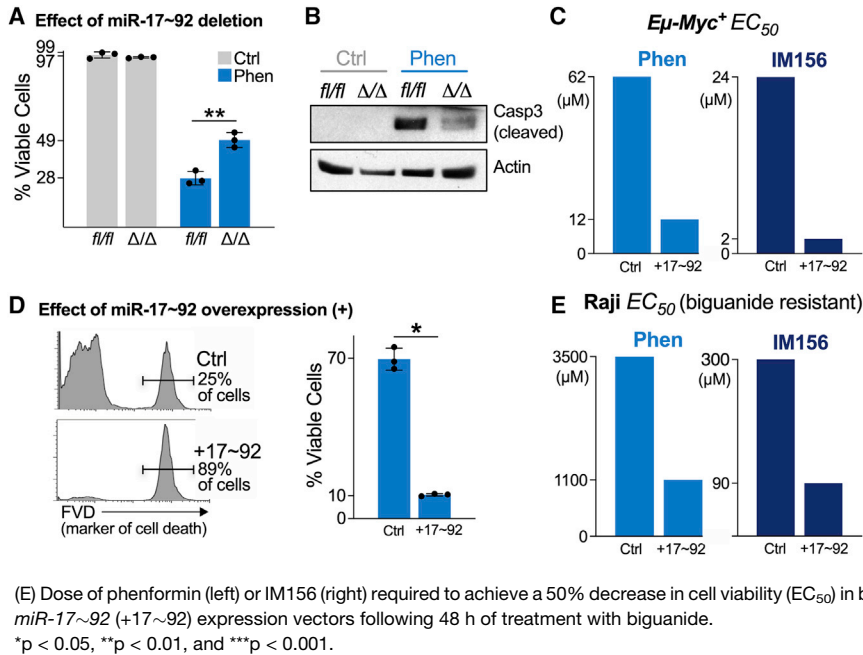 A Effect of miR-17~92 deletion
99
97
49
28
% Viable Cells
Ctrl
Phen
**
fl/fl Δ/Δ fl/fl Δ/Δ
B
Ctrl Phen
fl/fl Δ/Δ fl/fl Δ/Δ
Casp3
(cleaved)
Actin
C Eμ-Myc+ EC50
Phen
62
(μM)
12
0
Ctrl +17~92
IM156
24
(μM)
2
0
Ctrl +17~92
D Effect of miR-17~92 overexpression (+)
Ctrl
25%
of cells
+17~92
89%
of cells
FVD
(marker of cell death)
*
% Viable Cells
70
10
0
Ctrl +17~92
E Raji EC50 (biguanide resistant)
Phen
3500
(μM)
1100
0
Ctrl +17~92
IM156
300
(μM)
90
0
Ctrl +17~92
(E) Dose of phenformin (left) or IM156 (right) required to achieve a 50% decrease in cell viability (EC50) in
miR-17~92 (+17~92) expression vectors following 48 h of treatment with biguanide.
*p < 0.05, **p < 0.01, and ***p < 0.001.